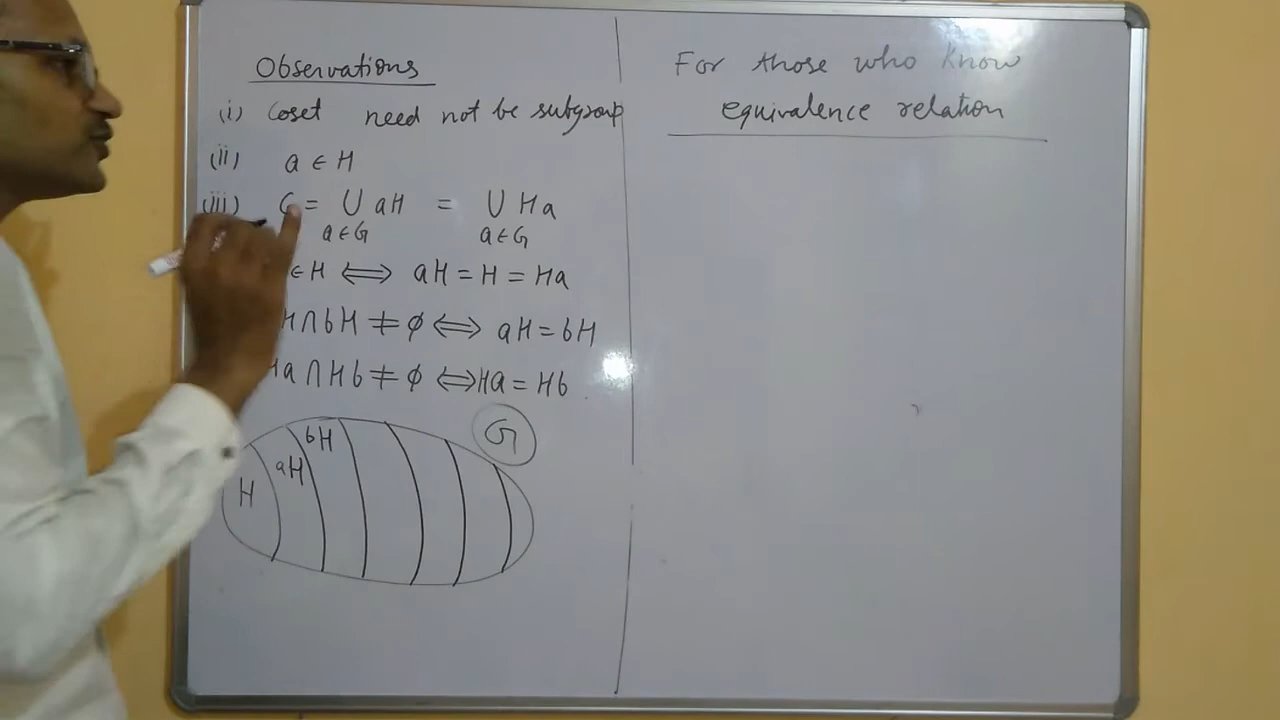 Observations
(i) Coset need not be subgroup
(ii) a ∈ H
(iii) G = ∪ aH = ∪ Ha
a∈G a∈G
∈ H ⟺ aH = H = Ha
H ∩ bH ≠ φ ⟺ aH = bH
Ha ∩ Hb ≠ φ ⟺ Ha = Hb
G
bH
aH
H
For those who know
equivalence relation